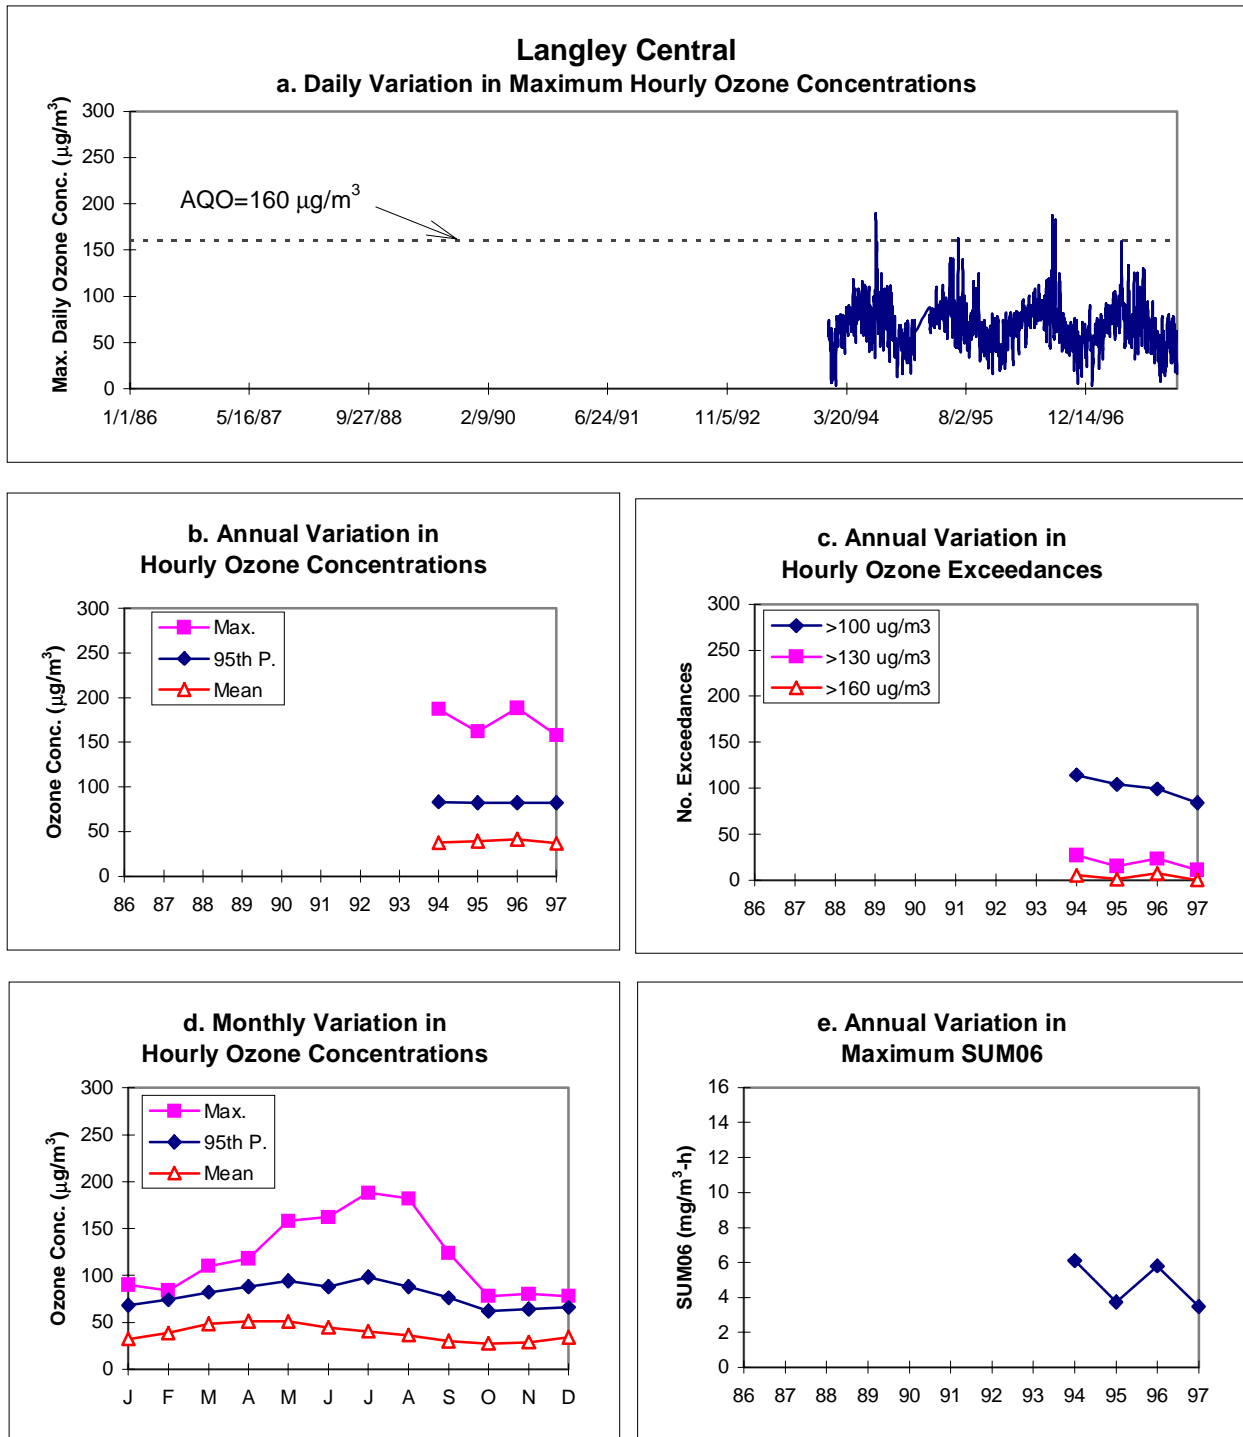 Langley Central
a. Daily Variation in Maximum Hourly Ozone Concentrations
Max. Daily Ozone Conc. (µg/m³)
300
250
200
150
100
50
0
AQO=160 µg/m³
1/1/86 5/16/87 9/27/88 2/9/90 6/24/91 11/5/92 3/20/94 8/2/95 12/14/96
b. Annual Variation in
Hourly Ozone Concentrations
Ozone Conc. (µg/m³)
300
250
200
150
100
50
0
Max.
95th P.
Mean
86 87 88 89 90 91 92 93 94 95 96 97
c. Annual Variation in
Hourly Ozone Exceedances
No. Exceedances
300
250
200
150
100
50
0
>100 ug/m3
>130 ug/m3
>160 ug/m3
86 87 88 89 90 91 92 93 94 95 96 97
d. Monthly Variation in
Hourly Ozone Concentrations
Ozone Conc. (µg/m³)
300
250
200
150
100
50
0
Max.
95th P.
Mean
J F M A M J J A S O N D
e. Annual Variation in
Maximum SUM06
SUM06 (mg/m³-h)
16
14
12
10
8
6
4
2
0
86 87 88 89 90 91 92 93 94 95 96 97